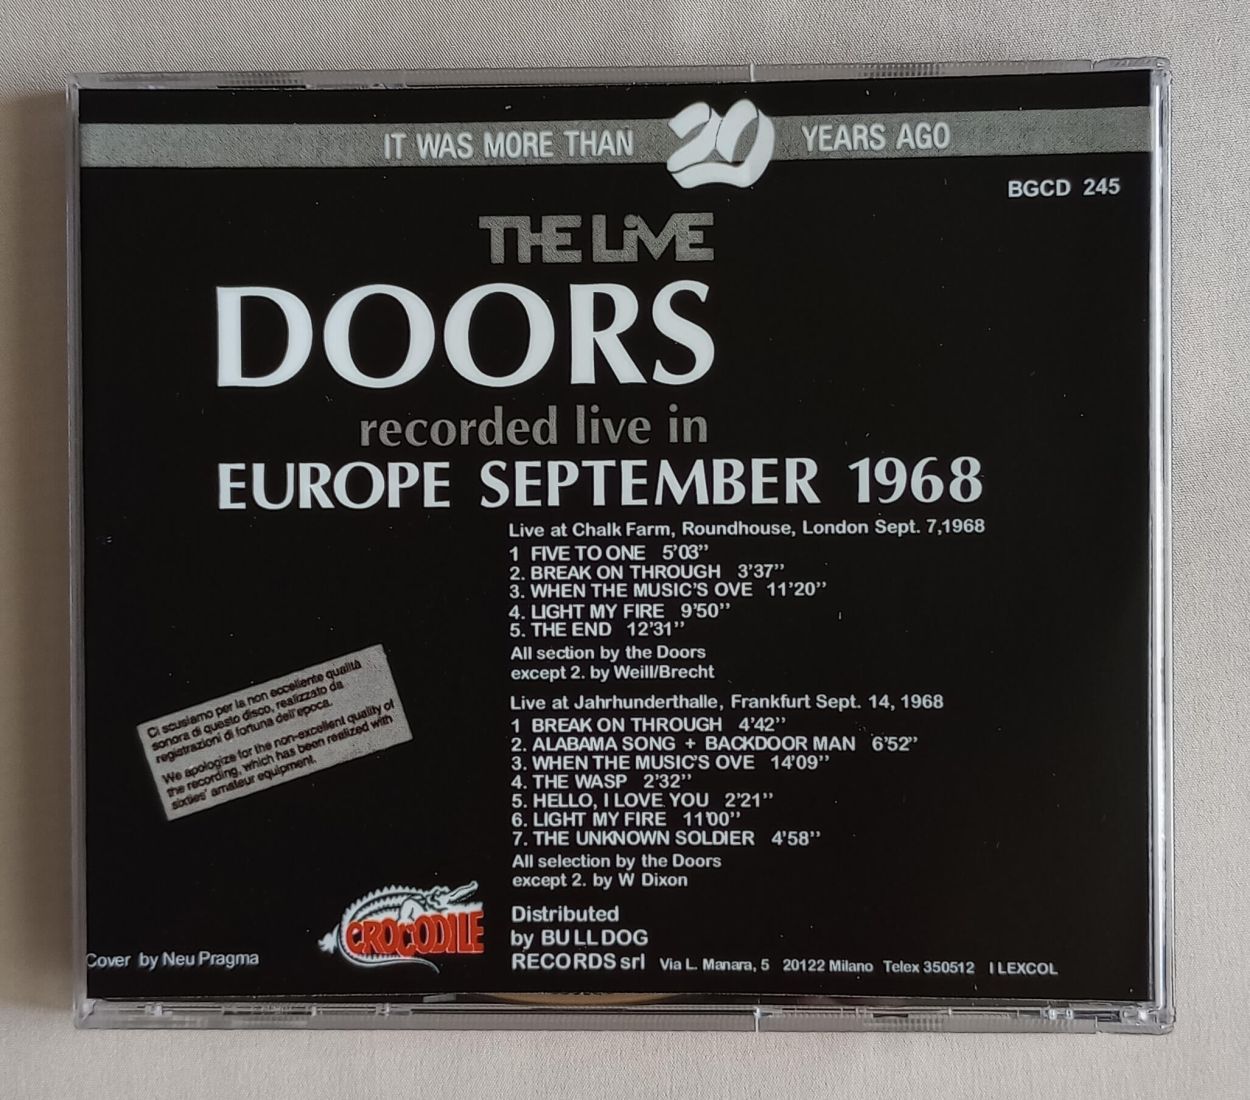 IT WAS MORE THAN 20 YEARS AGO
BGCD 245
THE LiVE
DOORS
recorded live in
EUROPE SEPTEMBER 1968
Live at Chalk Farm, Roundhouse, London Sept. 7,1968
1 FIVE TO ONE 5'03''
2. BREAK ON THROUGH 3'37''
3. WHEN THE MUSIC'S OVE 11'20''
4. LIGHT MY FIRE 9'50''
5. THE END 12'31''
All section by the Doors
except 2. by Weill/Brecht
Live at Jahrhunderthalle, Frankfurt Sept. 14, 1968
1 BREAK ON THROUGH 4'42''
2. ALABAMA SONG + BACKDOOR MAN 6'52''
3. WHEN THE MUSIC'S OVE 14'09''
4. THE WASP 2'32''
5. HELLO, I LOVE YOU 2'21''
6. LIGHT MY FIRE 11'00''
7. THE UNKNOWN SOLDIER 4'58''
All selection by the Doors
except 2. by W Dixon
Ci scusiamo per la non eccellente qualità
sonora di questo disco, realizzato da
registrazioni di fortuna dell'epoca.
We apologize for the non-excellent quality of
the recording, which has been realized with
sixties' amateur equipment.
CROCODILE
Cover by Neu Pragma
Distributed
by BULLDOG
RECORDS srl Via L. Manara, 5 20122 Milano Telex 350512 I LEXCOL